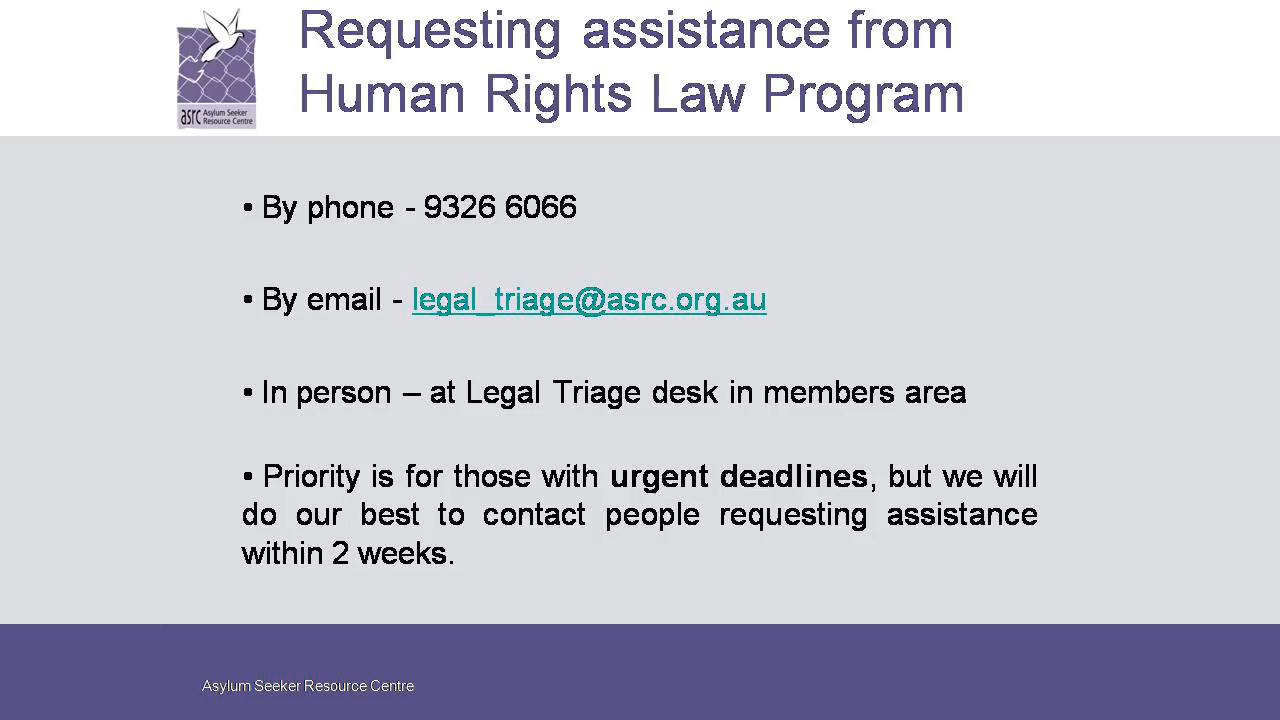 asrc Asylum Seeker
Resource Centre
Requesting assistance from
Human Rights Law Program
• By phone - 9326 6066
• By email - legal_triage@asrc.org.au
• In person – at Legal Triage desk in members area
• Priority is for those with urgent deadlines, but we will
do our best to contact people requesting assistance
within 2 weeks.
Asylum Seeker Resource Centre